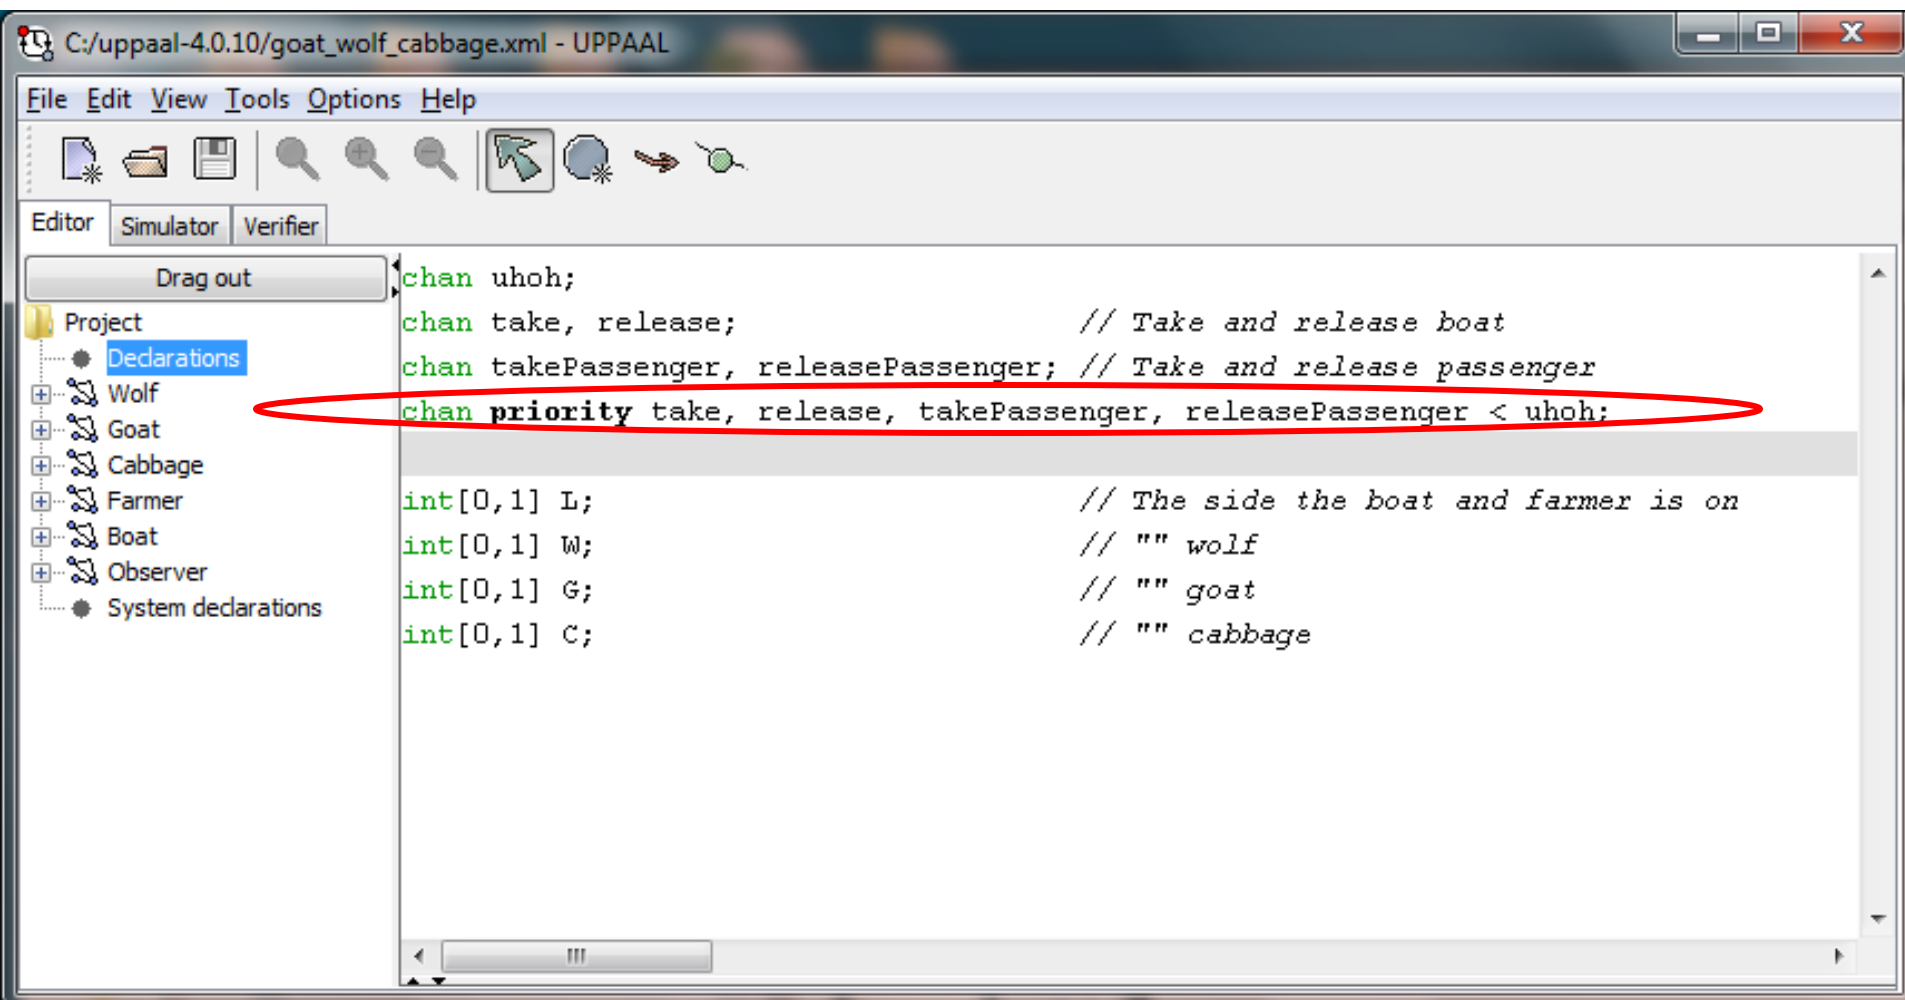 C:/uppaal-4.0.10/goat_wolf_cabbage.xml - UPPAAL
File Edit View Tools Options Help
Editor Simulator Verifier
Drag out
Project
Declarations
Wolf
Goat
Cabbage
Farmer
Boat
Observer
System declarations
chan uhoh;
chan take, release; // Take and release boat
chan takePassenger, releasePassenger; // Take and release passenger
chan priority take, release, takePassenger, releasePassenger < uhoh;
int[0,1] L; // The side the boat and farmer is on
int[0,1] W; // "" wolf
int[0,1] G; // "" goat
int[0,1] C; // "" cabbage